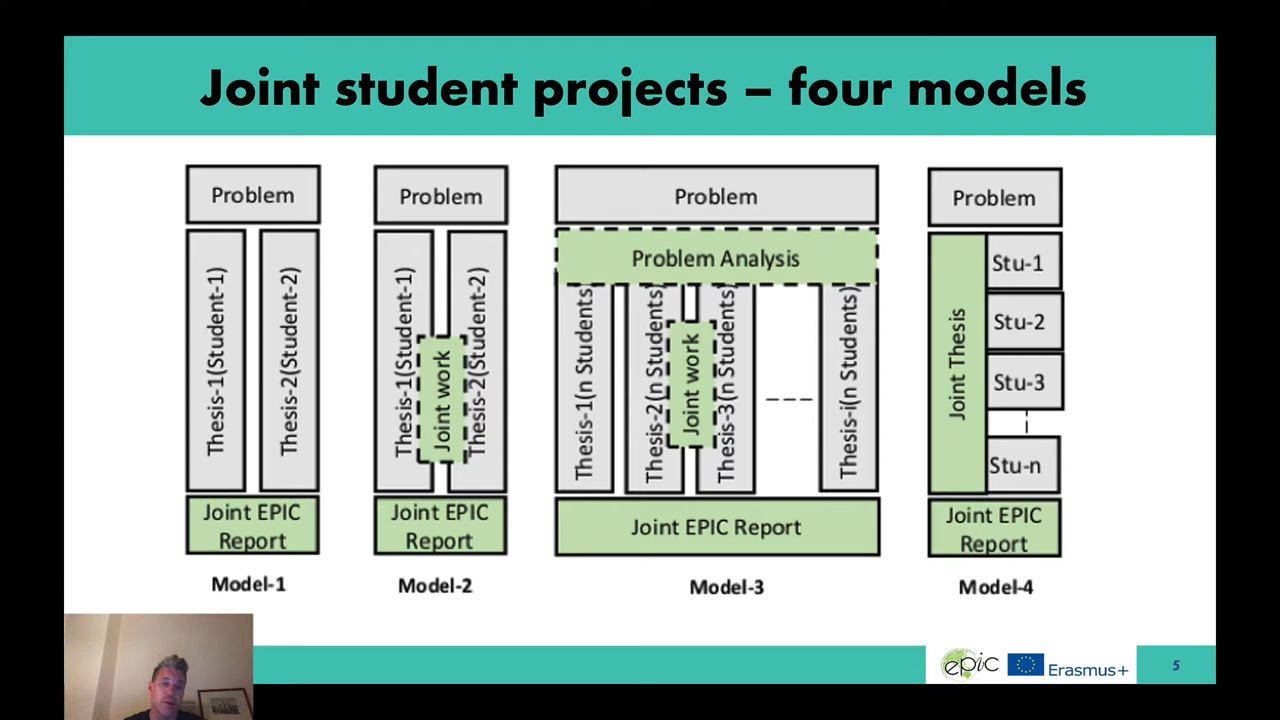 Joint student projects – four models
Problem
Thesis-1(Student-1)
Thesis-2(Student-2)
Joint EPIC
Report
Model-1
Problem
Thesis-1(Student-1)
Joint work
Thesis-2(Student-2)
Joint EPIC
Report
Model-2
Problem
Problem Analysis
Thesis-1(n Students)
Thesis-2(n Students)
Joint work
Thesis-3(n Students)
Thesis-i(n Students)
Joint EPIC Report
Model-3
Problem
Joint Thesis
Stu-1
Stu-2
Stu-3
Stu-n
Joint EPIC
Report
Model-4
epic
Erasmus+
5